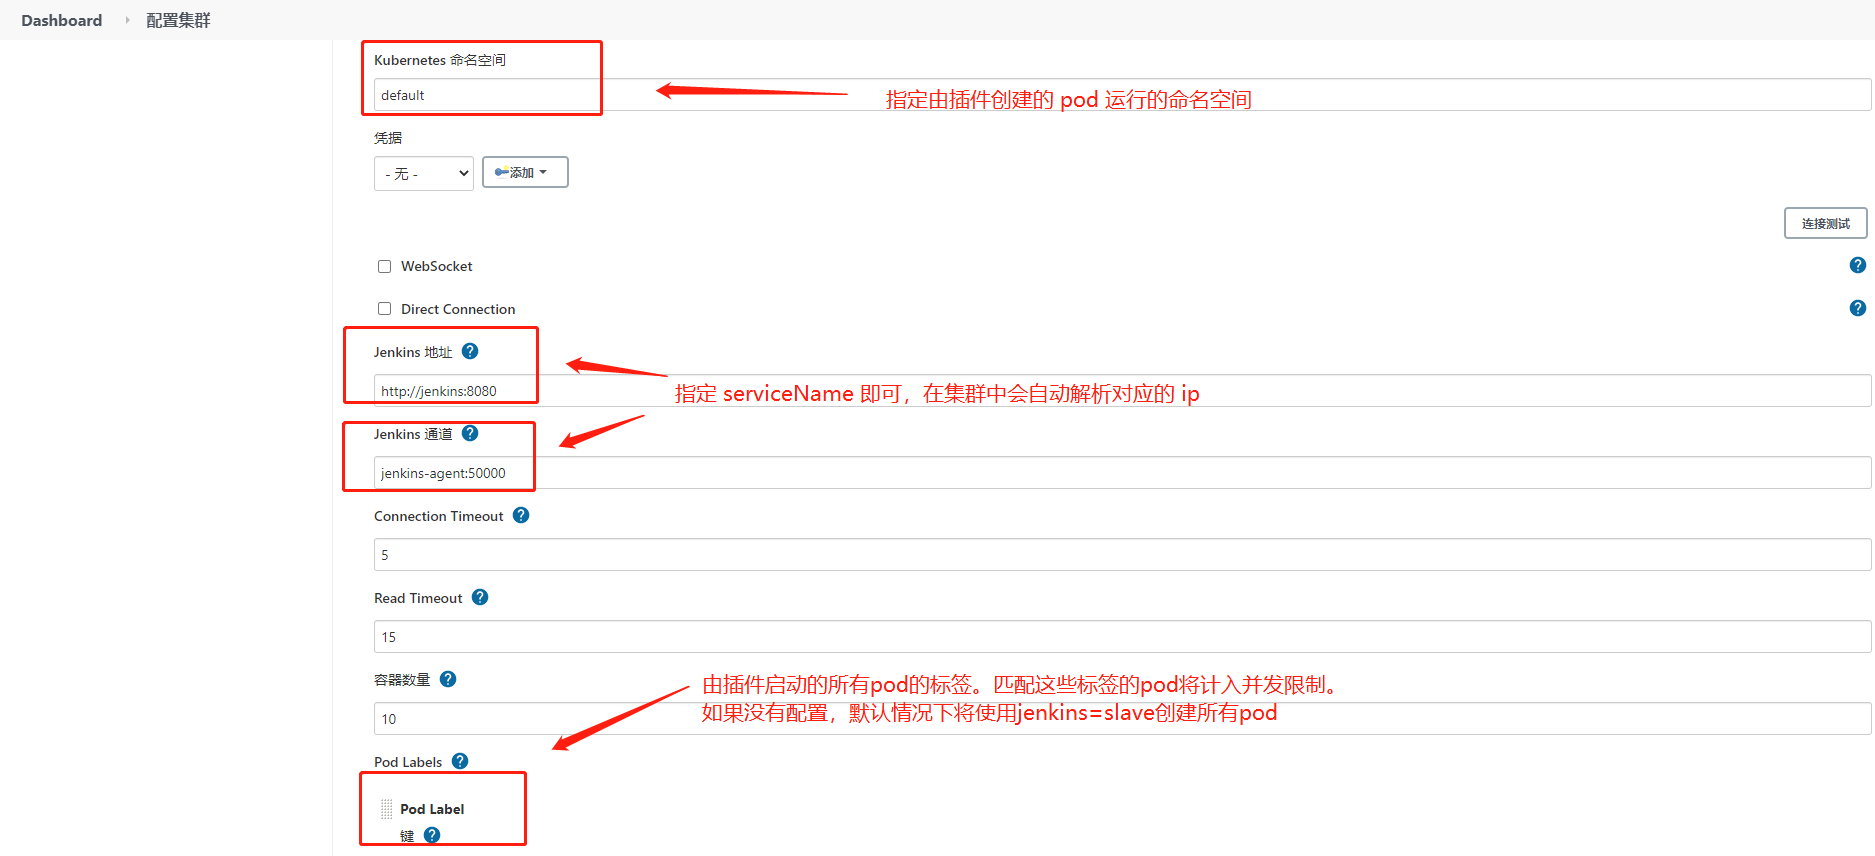 Dashboard
配置集群
Kubernetes 命名空间
default
指定由插件创建的 pod 运行的命名空间
凭据
- 无 -
添加
连接测试
WebSocket
Direct Connection
Jenkins 地址
http://jenkins:8080
指定 serviceName 即可，在集群中会自动解析对应的 ip
Jenkins 通道
jenkins-agent:50000
Connection Timeout
5
Read Timeout
15
容器数量
由插件启动的所有pod的标签。匹配这些标签的pod将计入并发限制。
如果没有配置，默认情况下将使用jenkins=slave创建所有pod
10
Pod Labels
Pod Label
键